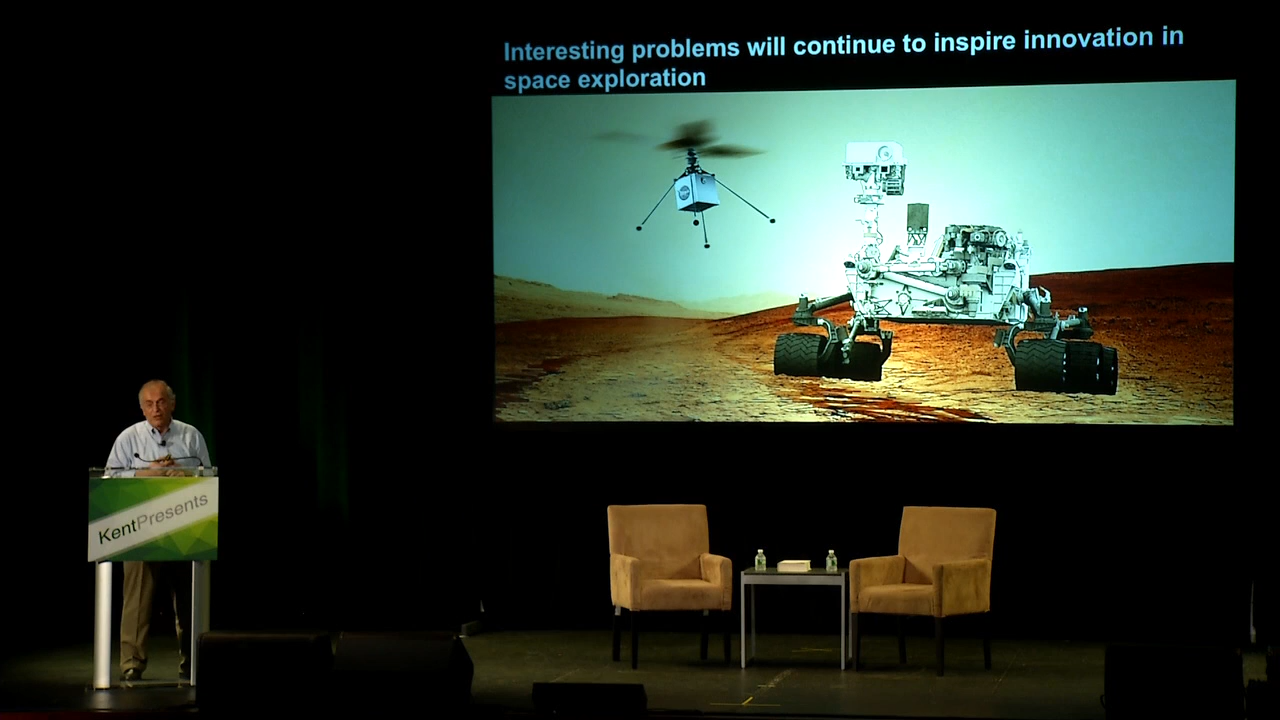 Interesting problems will continue to inspire innovation in
space exploration
KentPresents